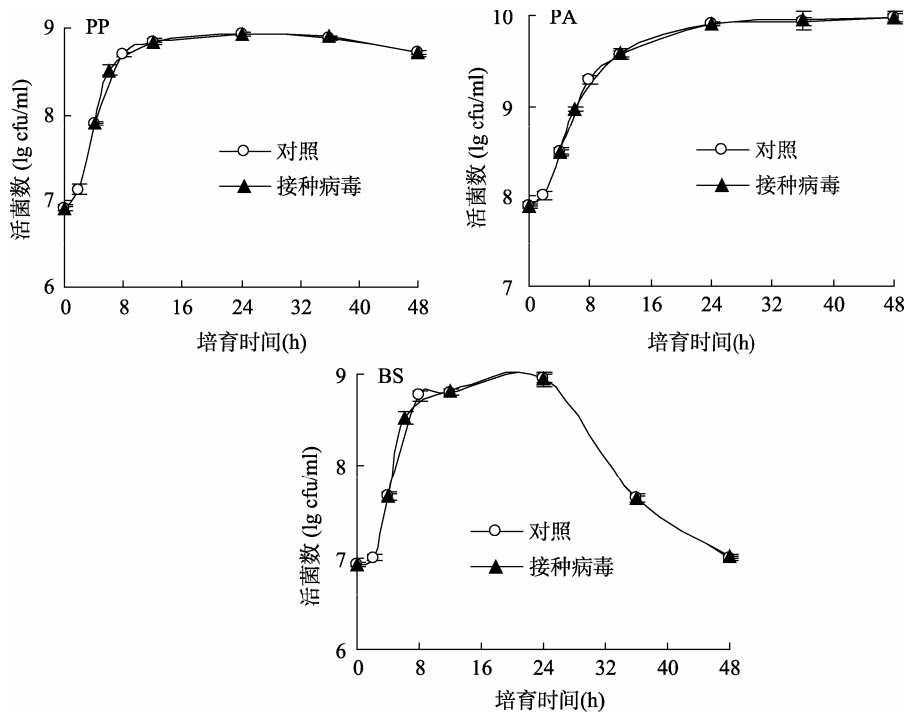 PP
9
8
7
6
活菌数 (lg cfu/ml)
对照
接种病毒
0 8 16 24 32 40 48
培育时间(h)
PA
10
9
8
7
活菌数 (lg cfu/ml)
对照
接种病毒
0 8 16 24 32 40 48
培育时间(h)
BS
9
8
7
6
活菌数 (lg cfu/ml)
对照
接种病毒
0 8 16 24 32 40 48
培育时间(h)